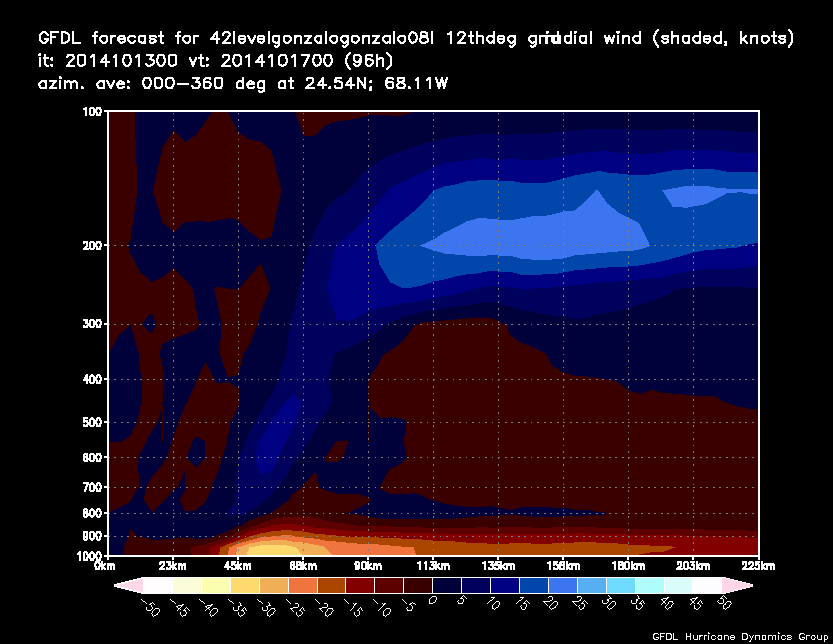 GFDL forecast for 42levelgonzalogonzalo08l 12thdeg radial wind (shaded, knots)
it: 2014101300 vt: 2014101700 (96h)
azim. ave: 000-360 deg at 24.54N; 68.11W
100
200
300
400
500
600
700
800
900
1000
0km 23km 45km 68km 90km 113km 135km 158km 180km 203km 225km
-50 -45 -40 -35 -30 -25 -20 -15 -10 -5 0 5 10 15 20 25 30 35 40 45 50
GFDL Hurricane Dynamics Group